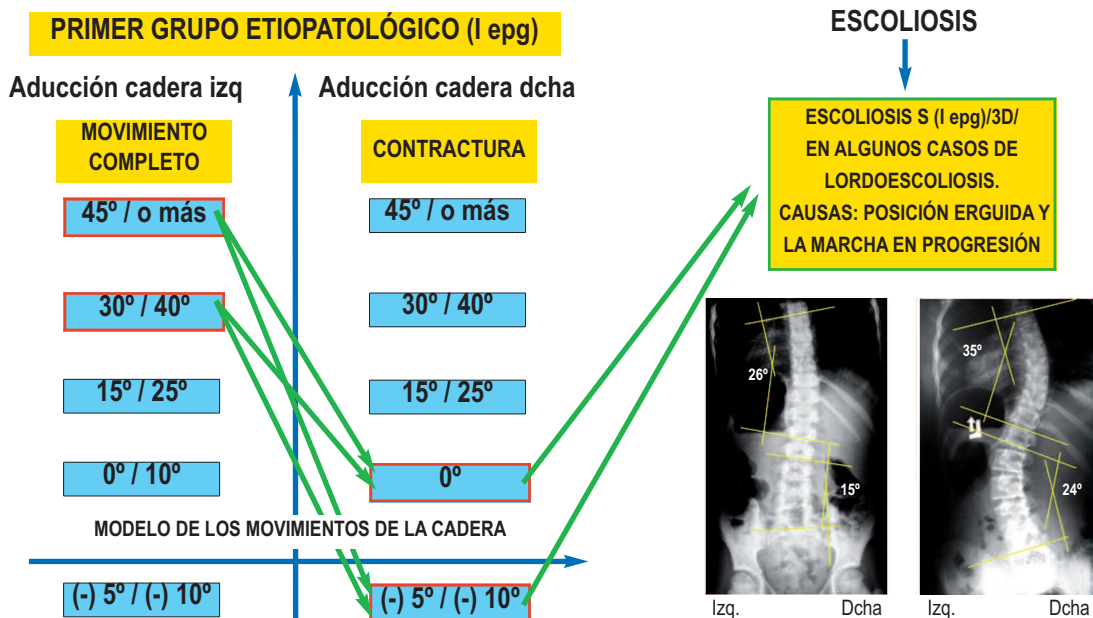 PRIMER GRUPO ETIOPATOLÓGICO (I epg)
Aducción cadera izq
Aducción cadera dcha
MOVIMIENTO
COMPLETO
CONTRACTURA
45º / o más
45º / o más
30º / 40º
30º / 40º
15º / 25º
15º / 25º
0º / 10º
0º
MODELO DE LOS MOVIMIENTOS DE LA CADERA
(-) 5º / (-) 10º
(-) 5º / (-) 10º
ESCOLIOSIS
ESCOLIOSIS S (I epg)/3D/
EN ALGUNOS CASOS DE
LORDOESCOLIOSIS.
CAUSAS: POSICIÓN ERGUIDA Y
LA MARCHA EN PROGRESIÓN
26º
15º
Izq. Dcha
35º
24º
Izq. Dcha